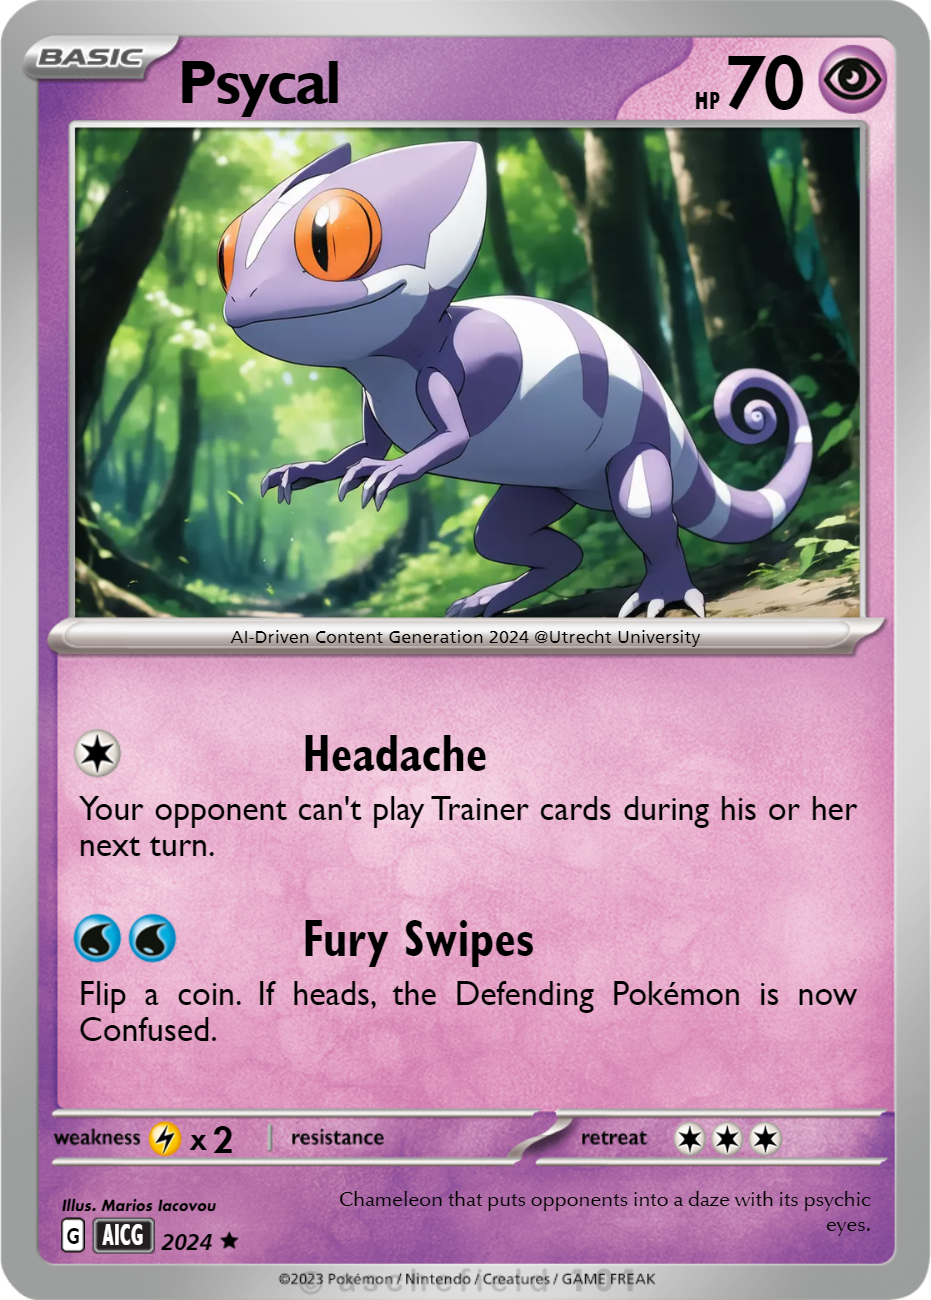 BASIC
Psycal
HP 70
AI-Driven Content Generation 2024 @Utrecht University
Headache
Your opponent can't play Trainer cards during his or her
next turn.
Fury Swipes
Flip a coin. If heads, the Defending Pokémon is now
Confused.
weakness x 2 resistance retreat
Illus. Marios Iacovou
Chameleon that puts opponents into a daze with its psychic
eyes.
G AICG 2024 ★
©2023 Pokémon / Nintendo / Creatures / GAME FREAK